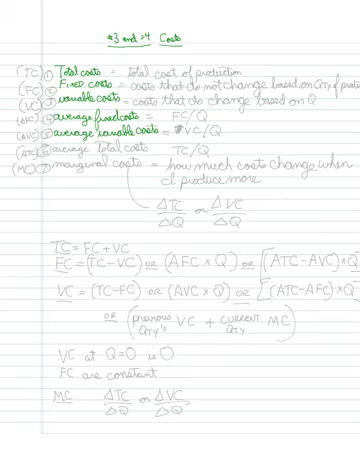 #3 and #4 Costs
(TC) ① Total costs = total cost of production
(FC) ② Fixed costs = costs that do not change based on QTY of produ
(VC) ③ variable costs = costs that do change based on Q
(AFC) ④ average fixed costs = FC/Q
(AVC) ⑤ average variable costs = VC/Q
(ATC) ⑥ average total costs TC/Q
(MC) ⑦ marginal costs = how much cost change when
I produce more
ΔTC/ΔQ or ΔVC/ΔQ
TC = FC + VC
FC = (TC - VC) OR (AFC x Q) OR [(ATC - AVC) x Q
VC = (TC - FC) OR (AVC x Q) OR [(ATC - AFC) x Q
OR (previous QTY's VC + current QTY MC)
VC at Q=0 is 0
FC are constant
MC ΔTC/ΔQ or ΔVC/ΔQ